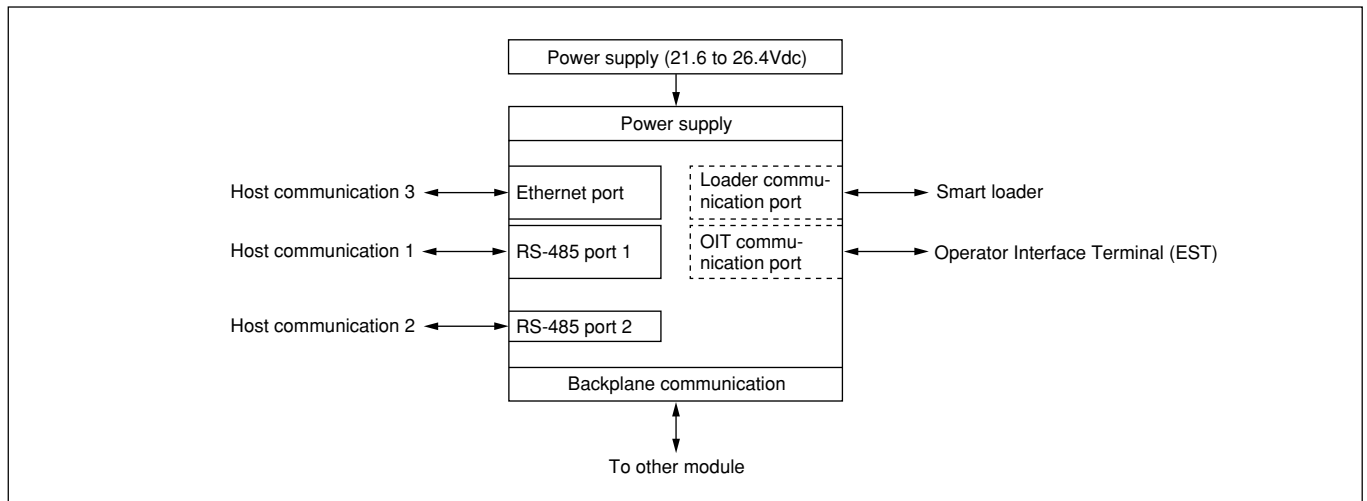 Power supply (21.6 to 26.4Vdc)
Power supply
Host communication 3
Ethernet port
Loader commu-
nication port
Smart loader
Host communication 1
RS-485 port 1
OIT commu-
nication port
Operator Interface Terminal (EST)
Host communication 2
RS-485 port 2
Backplane communication
To other module